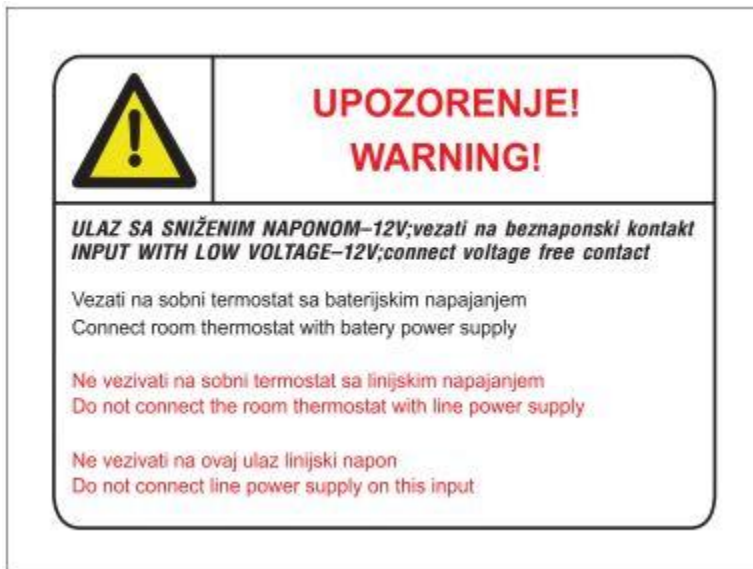 UPOZORENJE!
WARNING!
ULAZ SA SNIŽENIM NAPONOM–12V;vezati na beznaponski kontakt
INPUT WITH LOW VOLTAGE–12V;connect voltage free contact
Vezati na sobni termostat sa baterijskim napajanjem
Connect room thermostat with batery power supply
Ne vezivati na sobni termostat sa linijskim napajanjem
Do not connect the room thermostat with line power supply
Ne vezivati na ovaj ulaz linijski napon
Do not connect line power supply on this input